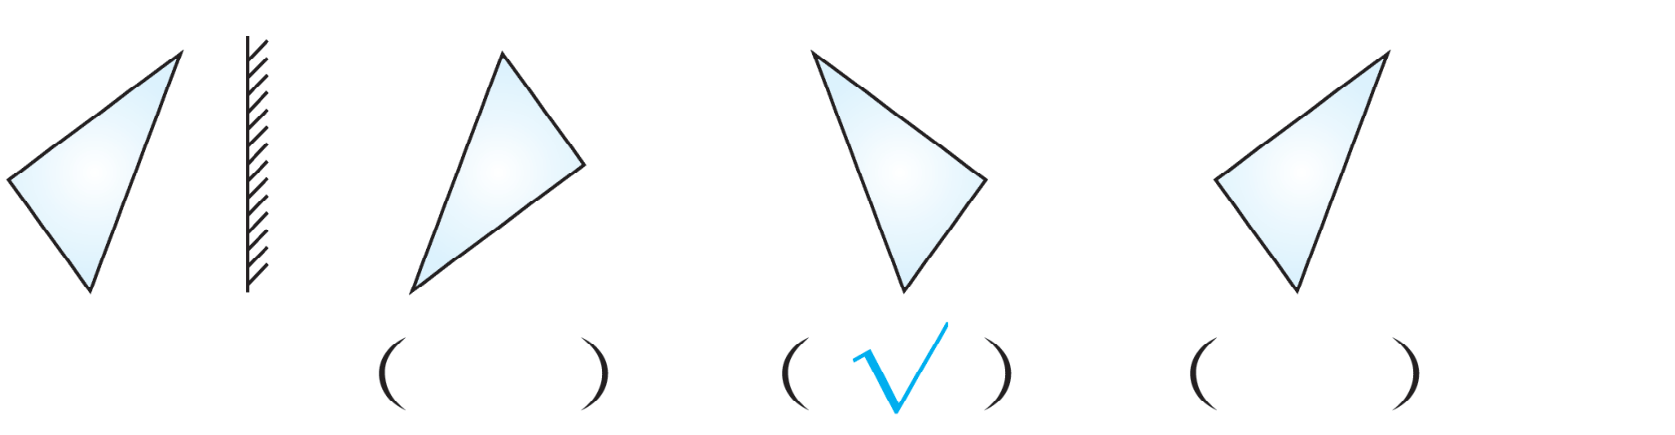 ( ) ( √ ) ( )